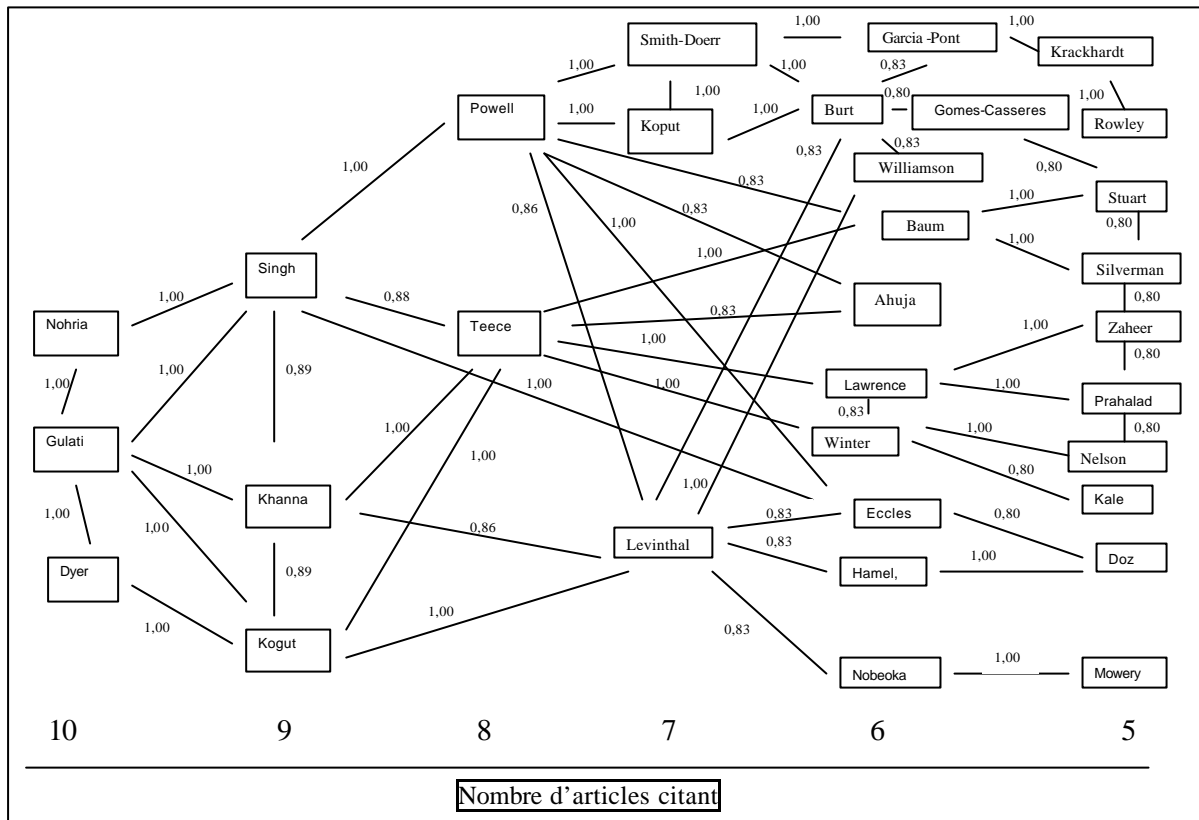 1,00
1,00
Smith-Doerr
Garcia -Pont
Krackhardt
1,00
1,00
0,83
1,00
Powell
1,00
Koput
1,00
Burt
0,80
Gomes-Casseres
1,00
Rowley
0,83
0,83
Williamson
1,00
0,83
0,80
0,86
1,00
0,83
1,00
Stuart
Baum
0,80
1,00
1,00
Singh
Silverman
1,00
0,88
Ahuja
0,80
Nohria
Teece
0,83
1,00
Zaheer
1,00
1,00
0,89
1,00
1,00
1,00
Lawrence
1,00
0,80
Prahalad
0,83
Gulati
1,00
Winter
1,00
0,80
Nelson
1,00
1,00
0,80
Khanna
1,00
Kale
1,00
1,00
0,86
0,83
Eccles
0,80
Levinthal
0,83
Dyer
0,89
Hamel,
1,00
Doz
1,00
1,00
Kogut
0,83
1,00
Nobeoka
Mowery
10 9 8 7 6 5
Nombre d'articles citant